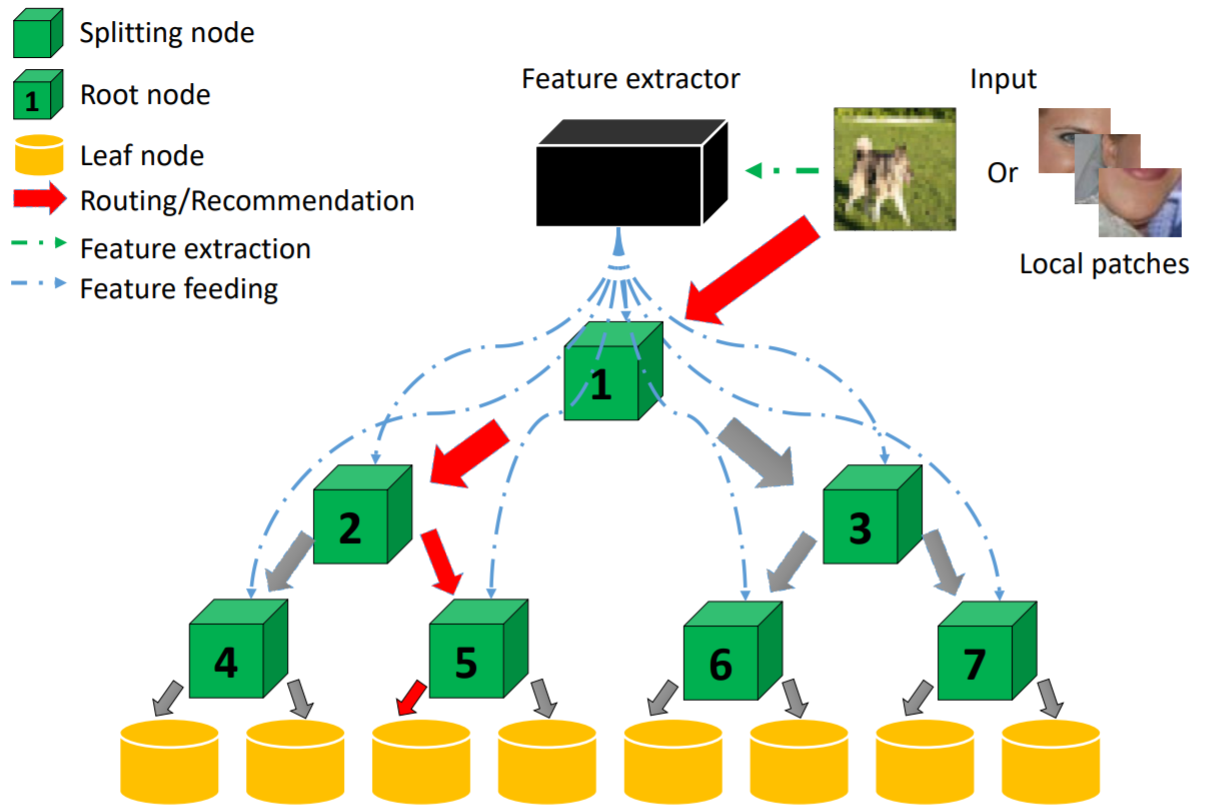 Splitting node
1 Root node
Leaf node
Routing/Recommendation
Feature extraction
Feature feeding
Feature extractor
Input
Or
Local patches
1
2
3
4
5
6
7